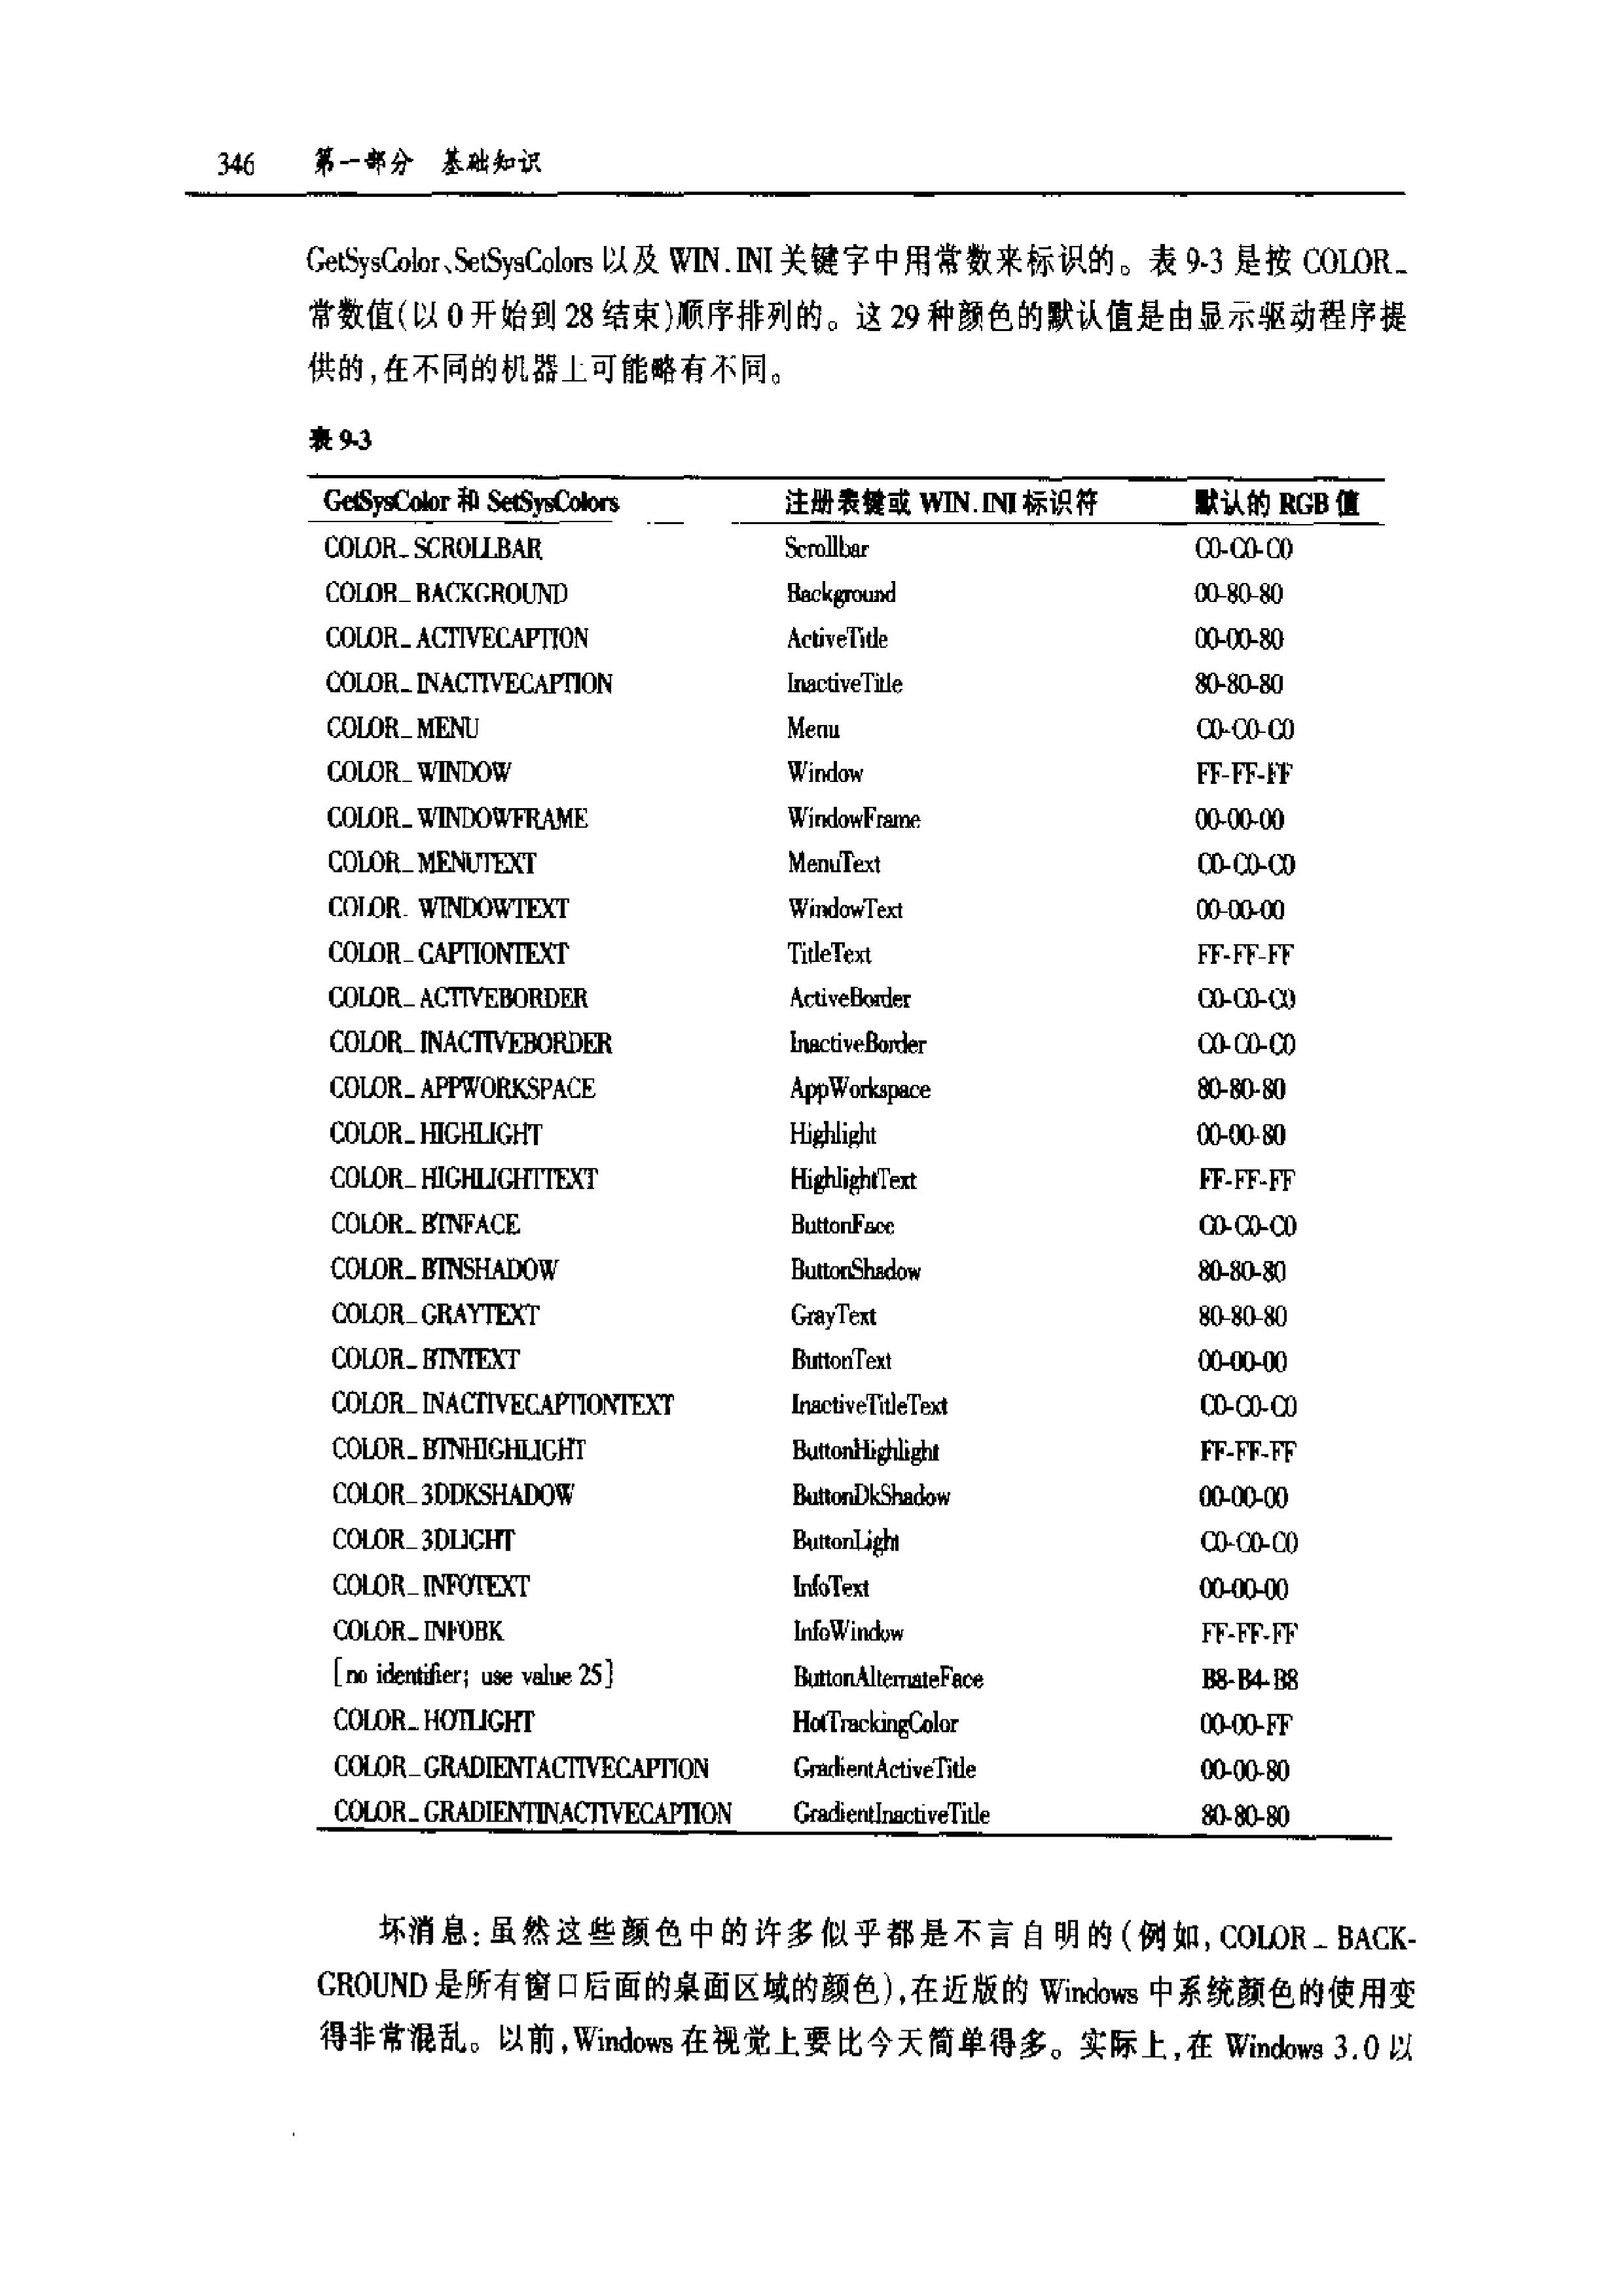 346 第一部分 基础知识
GetSysColor、SetSysColors 以及 WIN.INI 关键字中用常数来标识的。表 9-3 是按 COLOR_
常数值(以 0 开始到 28 结束)顺序排列的。这 29 种颜色的默认值是由显示驱动程序提
供的,在不同的机器上可能略有不同。
表 9-3
GetSysColor 和 SetSysColors 注册表键或 WIN.INI 标识符 默认的 RGB 值
COLOR_SCROLLBAR Scrollbar C0-C0-C0
COLOR_BACKGROUND Background 00-80-80
COLOR_ACTIVECAPTION ActiveTitle 00-00-80
COLOR_INACTIVECAPTION InactiveTitle 80-80-80
COLOR_MENU Menu C0-C0-C0
COLOR_WINDOW Window FF-FF-FF
COLOR_WINDOWFRAME WindowFrame 00-00-00
COLOR_MENUTEXT MenuText C0-C0-C0
COLOR_WINDOWTEXT WindowText 00-00-00
COLOR_CAPTIONTEXT TitleText FF-FF-FF
COLOR_ACTIVEBORDER ActiveBorder C0-C0-C0
COLOR_INACTIVEBORDER InactiveBorder C0-C0-C0
COLOR_APPWORKSPACE AppWorkspace 80-80-80
COLOR_HIGHLIGHT Highlight 00-00-80
COLOR_HIGHLIGHTTEXT HighlightText FF-FF-FF
COLOR_BTNFACE ButtonFace C0-C0-C0
COLOR_BTNSHADOW ButtonShadow 80-80-80
COLOR_GRAYTEXT GrayText 80-80-80
COLOR_BTNTEXT ButtonText 00-00-00
COLOR_INACTIVECAPTIONTEXT InactiveTitleText C0-C0-C0
COLOR_BTNHIGHLIGHT ButtonHighlight FF-FF-FF
COLOR_3DDKSHADOW ButtonDkShadow 00-00-00
COLOR_3DLIGHT ButtonLight C0-C0-C0
COLOR_INFOTEXT InfoText 00-00-00
COLOR_INFOBK InfoWindow FF-FF-FF
[no identifier; use value 25] ButtonAlternateFace B8-B4-B8
COLOR_HOTLIGHT HotTrackingColor 00-00-FF
COLOR_GRADIENTACTIVECAPTION GradientActiveTitle 00-00-80
COLOR_GRADIENTINACTIVECAPTION GradientInactiveTitle 80-80-80
坏消息:虽然这些颜色中的许多似乎都是不言自明的(例如,COLOR_BACK-
GROUND 是所有窗口后面的桌面区域的颜色),在近版的 Windows 中系统颜色的使用变
得非常混乱。以前,Windows 在视觉上要比今天简单得多。实际上,在 Windows 3.0 以